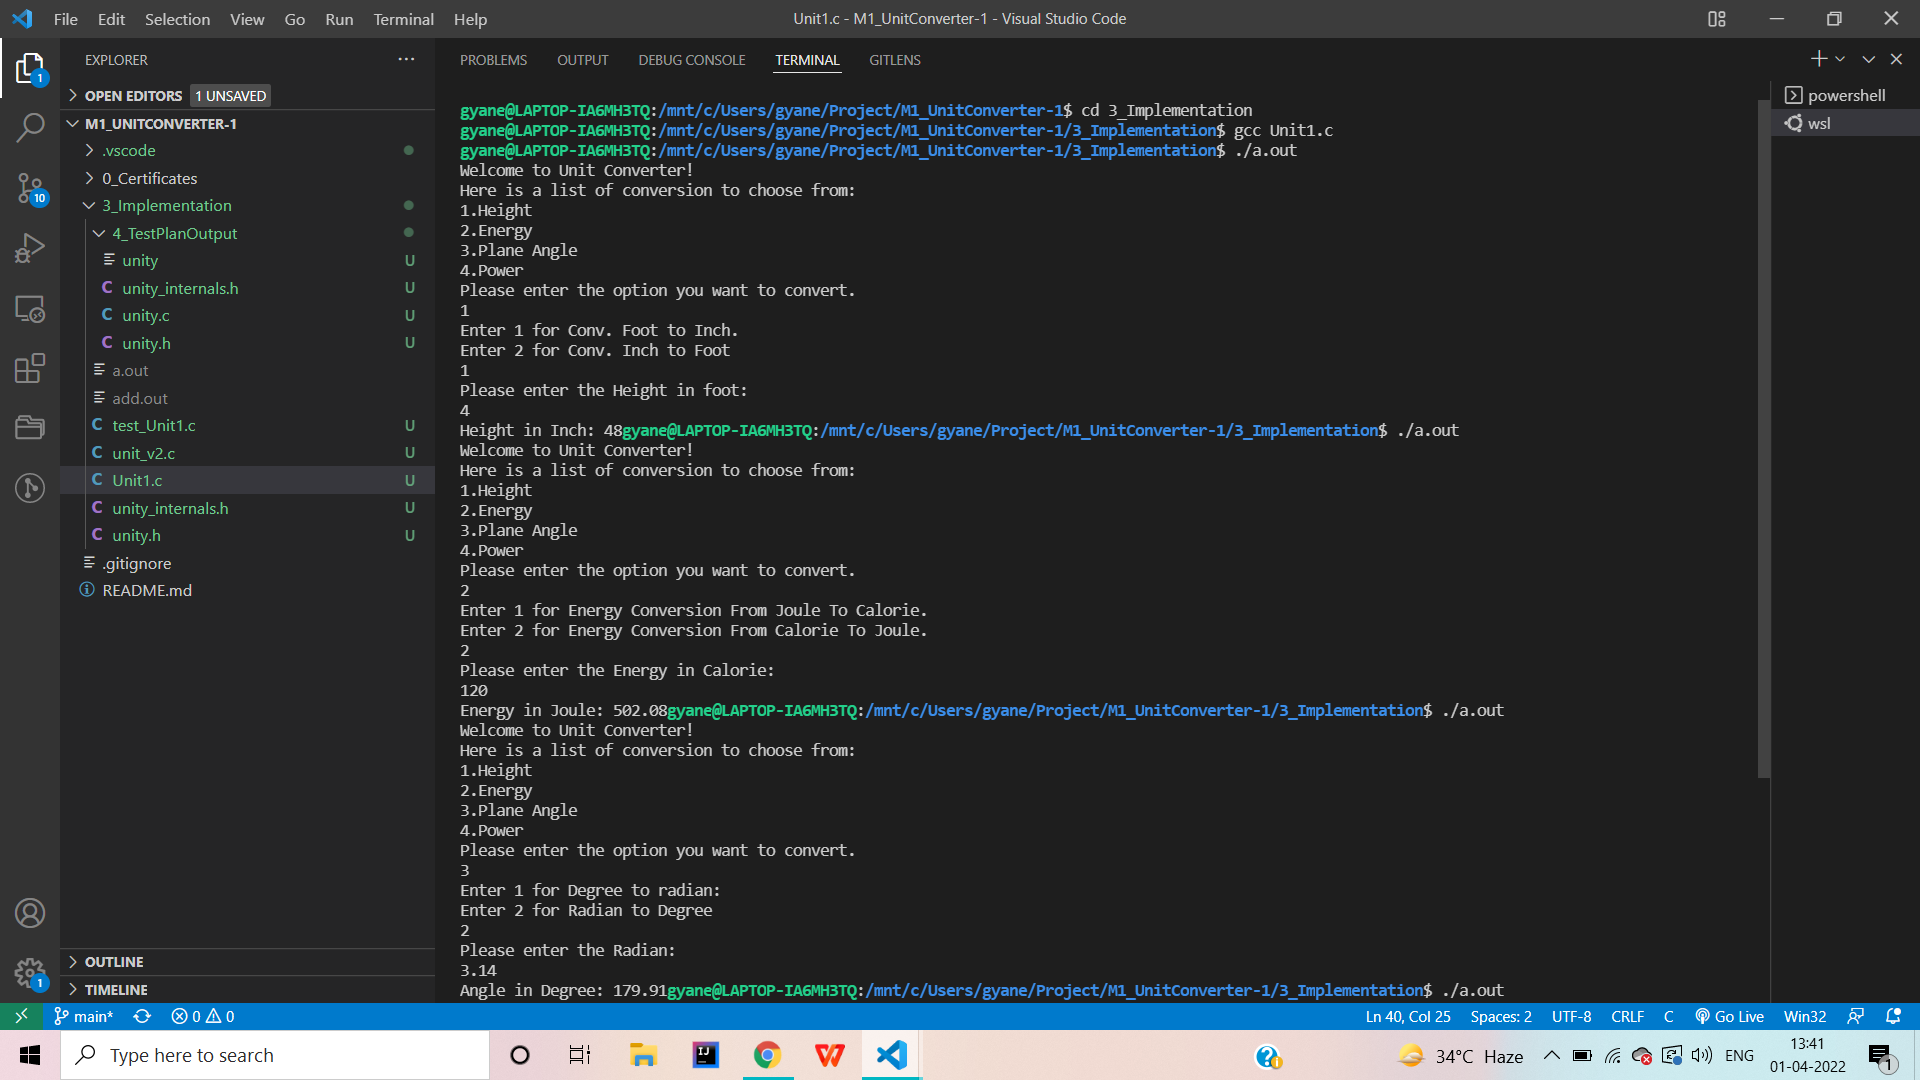 File Edit Selection View Go Run Terminal Help
Unit1.c - M1_UnitConverter-1 - Visual Studio Code
EXPLORER
OPEN EDITORS 1 UNSAVED
M1_UNITCONVERTER-1
.vscode
0_Certificates
3_Implementation
4_TestPlanOutput
unity U
unity_internals.h U
unity.c U
unity.h U
a.out
add.out
test_Unit1.c U
unit_v2.c U
Unit1.c U
unity_internals.h U
unity.h U
.gitignore
README.md
OUTLINE
TIMELINE
1
10
1
PROBLEMS OUTPUT DEBUG CONSOLE TERMINAL GITLENS
gyane@LAPTOP-IA6MH3TQ:/mnt/c/Users/gyane/Project/M1_UnitConverter-1$ cd 3_Implementation
gyane@LAPTOP-IA6MH3TQ:/mnt/c/Users/gyane/Project/M1_UnitConverter-1/3_Implementation$ gcc Unit1.c
gyane@LAPTOP-IA6MH3TQ:/mnt/c/Users/gyane/Project/M1_UnitConverter-1/3_Implementation$ ./a.out
Welcome to Unit Converter!
Here is a list of conversion to choose from:
1.Height
2.Energy
3.Plane Angle
4.Power
Please enter the option you want to convert.
1
Enter 1 for Conv. Foot to Inch.
Enter 2 for Conv. Inch to Foot
1
Please enter the Height in foot:
4
Height in Inch: 48gyane@LAPTOP-IA6MH3TQ:/mnt/c/Users/gyane/Project/M1_UnitConverter-1/3_Implementation$ ./a.out
Welcome to Unit Converter!
Here is a list of conversion to choose from:
1.Height
2.Energy
3.Plane Angle
4.Power
Please enter the option you want to convert.
2
Enter 1 for Energy Conversion From Joule To Calorie.
Enter 2 for Energy Conversion From Calorie To Joule.
2
Please enter the Energy in Calorie:
120
Energy in Joule: 502.08gyane@LAPTOP-IA6MH3TQ:/mnt/c/Users/gyane/Project/M1_UnitConverter-1/3_Implementation$ ./a.out
Welcome to Unit Converter!
Here is a list of conversion to choose from:
1.Height
2.Energy
3.Plane Angle
4.Power
Please enter the option you want to convert.
3
Enter 1 for Degree to radian:
Enter 2 for Radian to Degree
2
Please enter the Radian:
3.14
Angle in Degree: 179.91gyane@LAPTOP-IA6MH3TQ:/mnt/c/Users/gyane/Project/M1_UnitConverter-1/3_Implementation$ ./a.out
powershell
wsl
main* 0 0 Ln 40, Col 25 Spaces: 2 UTF-8 CRLF C Go Live Win32
Type here to search
IJ
34°C Haze
ENG
13:41
01-04-2022
1